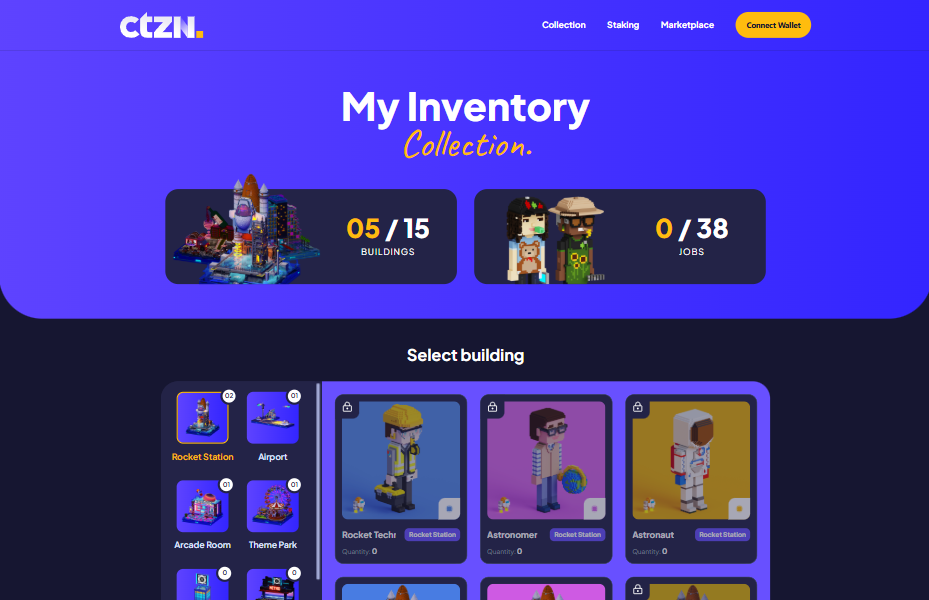 ctzn.
Collection
Staking
Marketplace
Connect Wallet
My Inventory
Collection.
05 / 15
BUILDINGS
0 / 38
JOBS
Select building
02
01
Rocket Station
Airport
01
01
Arcade Room
Theme Park
0
0
Rocket Techr
Rocket Station
Quantity: 0
Astronomer
Rocket Station
Quantity: 0
Astronaut
Rocket Station
Quantity: 0